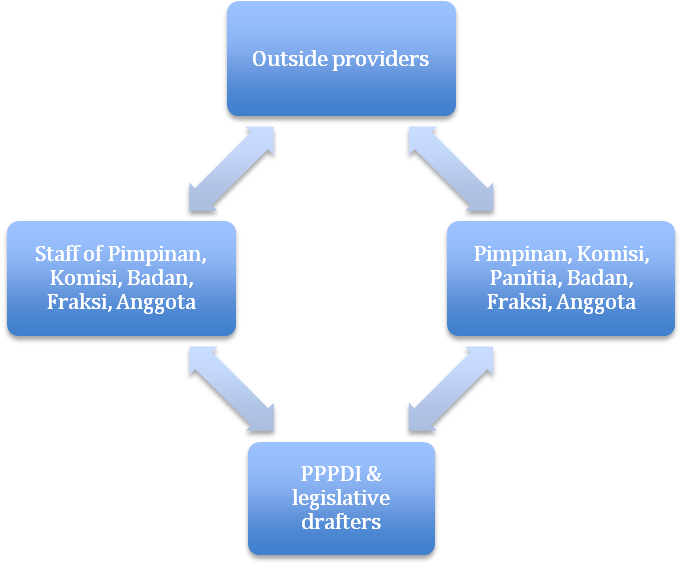 Outside providers
Staff of Pimpinan,
Komisi, Badan,
Fraksi, Anggota
Pimpinan, Komisi,
Panitia, Badan,
Fraksi, Anggota
PPPDI &
legislative
drafters